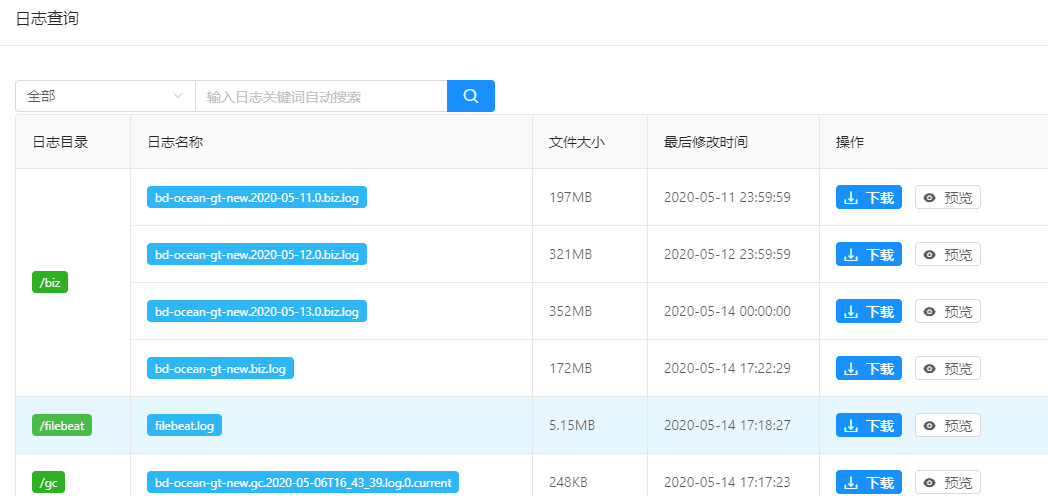 日志查询
全部 输入日志关键词自动搜索
日志目录 日志名称 文件大小 最后修改时间 操作
bd-ocean-gt-new.2020-05-11.0.biz.log 197MB 2020-05-11 23:59:59 下载 预览
bd-ocean-gt-new.2020-05-12.0.biz.log 321MB 2020-05-12 23:59:59 下载 预览
/biz
bd-ocean-gt-new.2020-05-13.0.biz.log 352MB 2020-05-14 00:00:00 下载 预览
bd-ocean-gt-new.biz.log 172MB 2020-05-14 17:22:29 下载 预览
/filebeat filebeat.log 5.15MB 2020-05-14 17:18:27 下载 预览
/gc bd-ocean-gt-new.gc.2020-05-06T16_43_39.log.0.current 248KB 2020-05-14 17:17:23 下载 预览